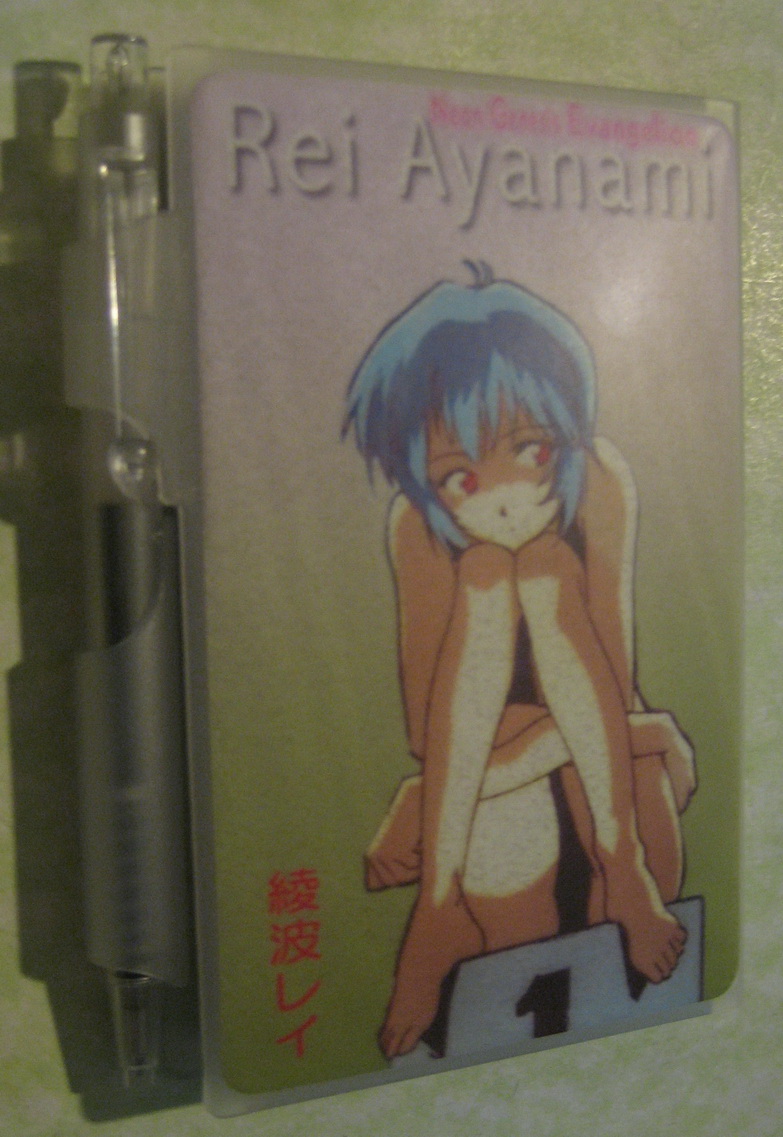 Neon Genesis Evangelion
Rei Ayanami
綾波レイ
1